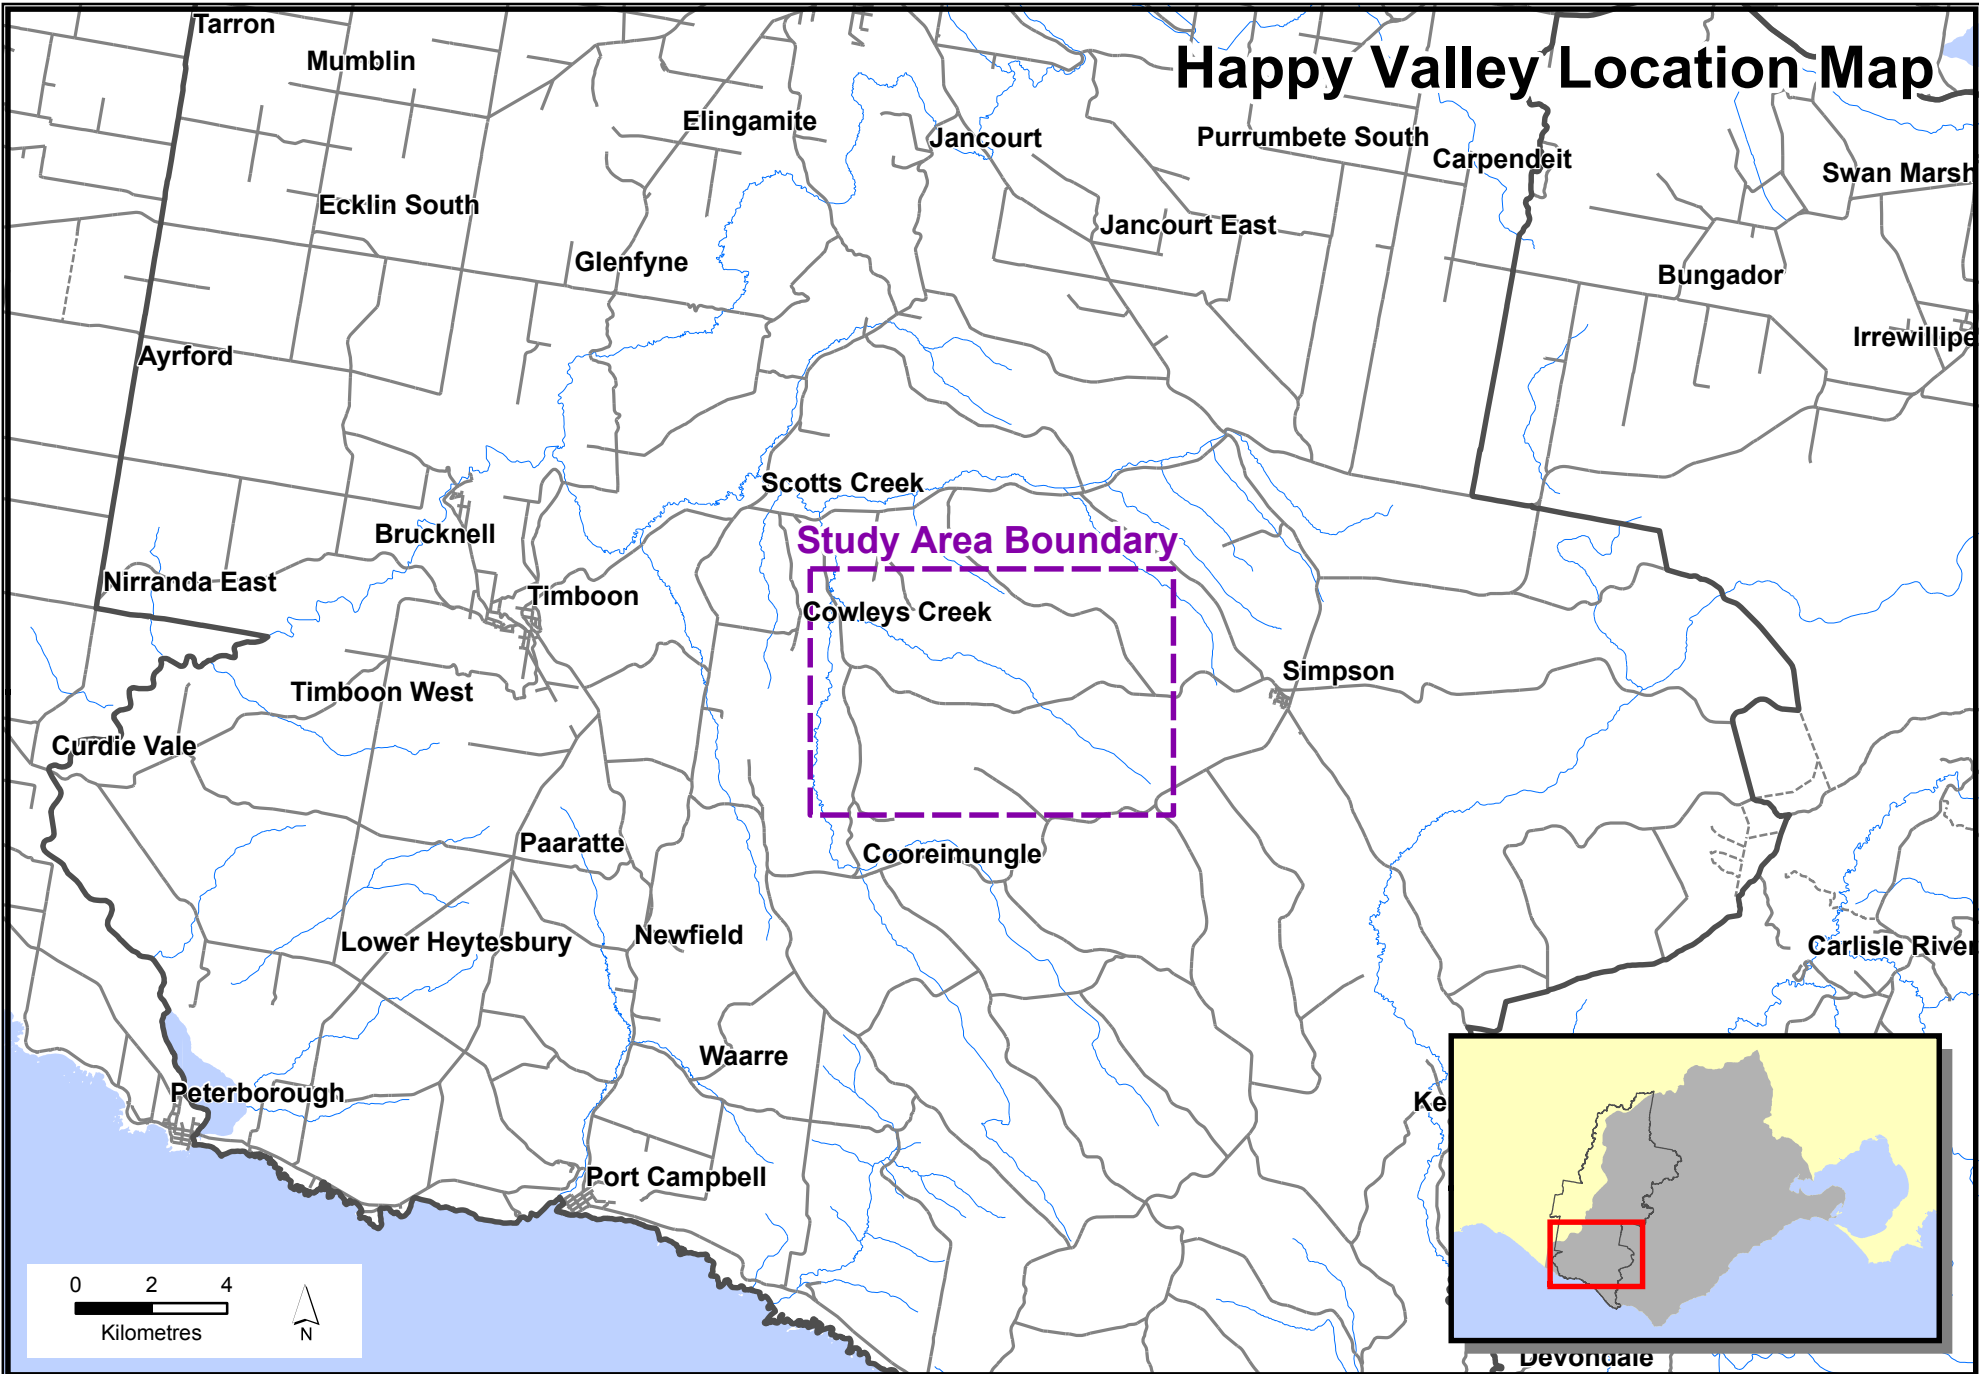 Happy Valley Location Map
Tarron
Mumblin
Elingamite
Jancourt
Purrumbete South
Carpendeit
Swan Marsh
Ecklin South
Jancourt East
Glenfyne
Bungador
Ayrford
Irrewillipe
Scotts Creek
Brucknell
Study Area Boundary
Nirranda East
Timboon
Cowleys Creek
Simpson
Timboon West
Curdie Vale
Paaratte
Cooreimungle
Lower Heytesbury
Newfield
Carlisle River
Waarre
Peterborough
Ke
Port Campbell
0 2 4
Kilometres
N
Devondale